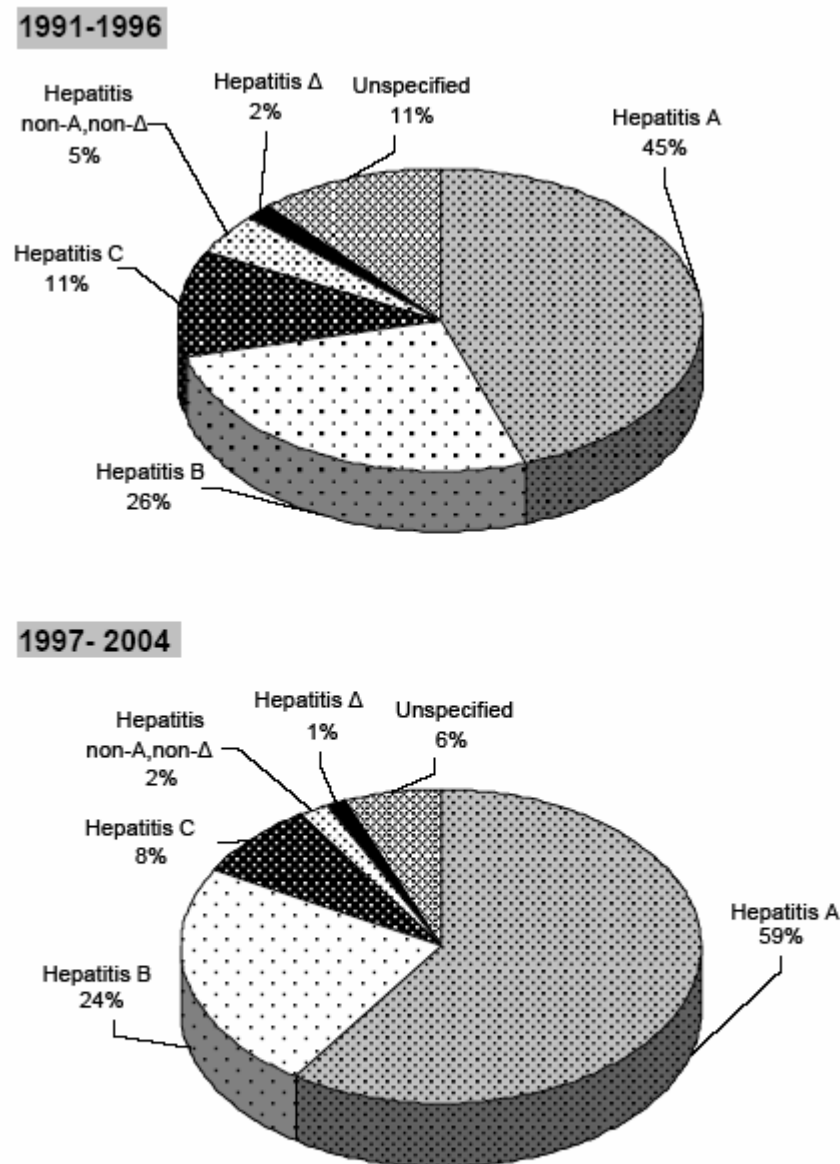 1991-1996
Hepatitis Δ
2%
Unspecified
11%
Hepatitis
non-A,non-Δ
5%
Hepatitis A
45%
Hepatitis C
11%
Hepatitis B
26%
1997- 2004
Hepatitis Δ
1%
Unspecified
6%
Hepatitis
non-A,non-Δ
2%
Hepatitis C
8%
Hepatitis A
59%
Hepatitis B
24%